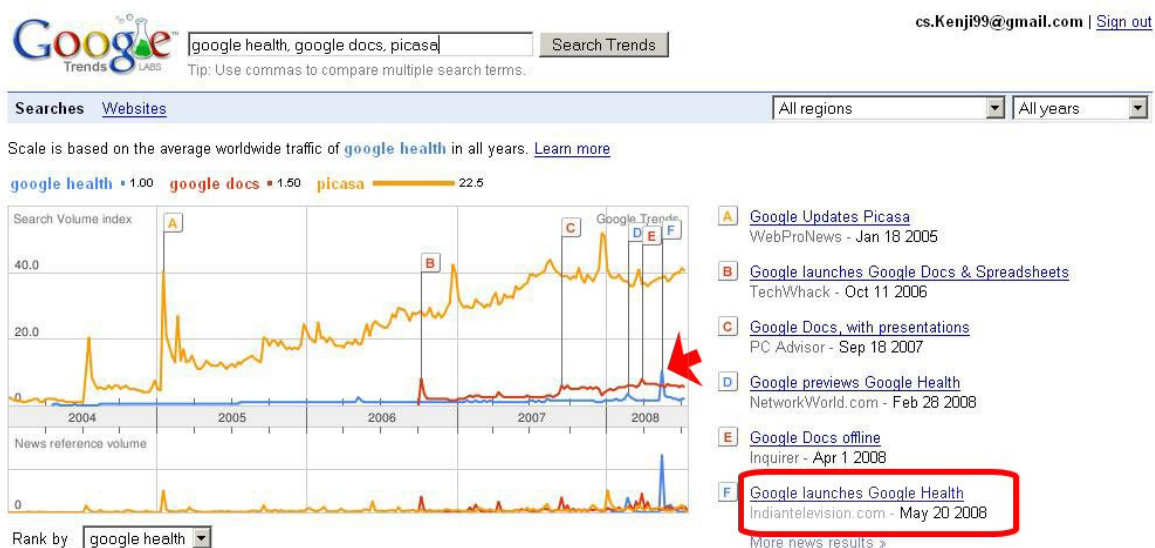 cs.Kenji99@gmail.com | Sign out
Google™
Trends LABS
google health, google docs, picasa
Search Trends
Tip: Use commas to compare multiple search terms.
Searches Websites
All regions
All years
Scale is based on the average worldwide traffic of google health in all years. Learn more
google health 1.00 google docs 1.50 picasa 22.5
Search Volume index
Google Trends
A
B
C
D
E
F
40.0
20.0
0
2004 2005 2006 2007 2008
News reference volume
0
Rank by google health
A Google Updates Picasa
WebProNews - Jan 18 2005
B Google launches Google Docs & Spreadsheets
TechWhack - Oct 11 2006
C Google Docs, with presentations
PC Advisor - Sep 18 2007
D Google previews Google Health
NetworkWorld.com - Feb 28 2008
E Google Docs offline
Inquirer - Apr 1 2008
F Google launches Google Health
Indiantelevision.com - May 20 2008
More news results »